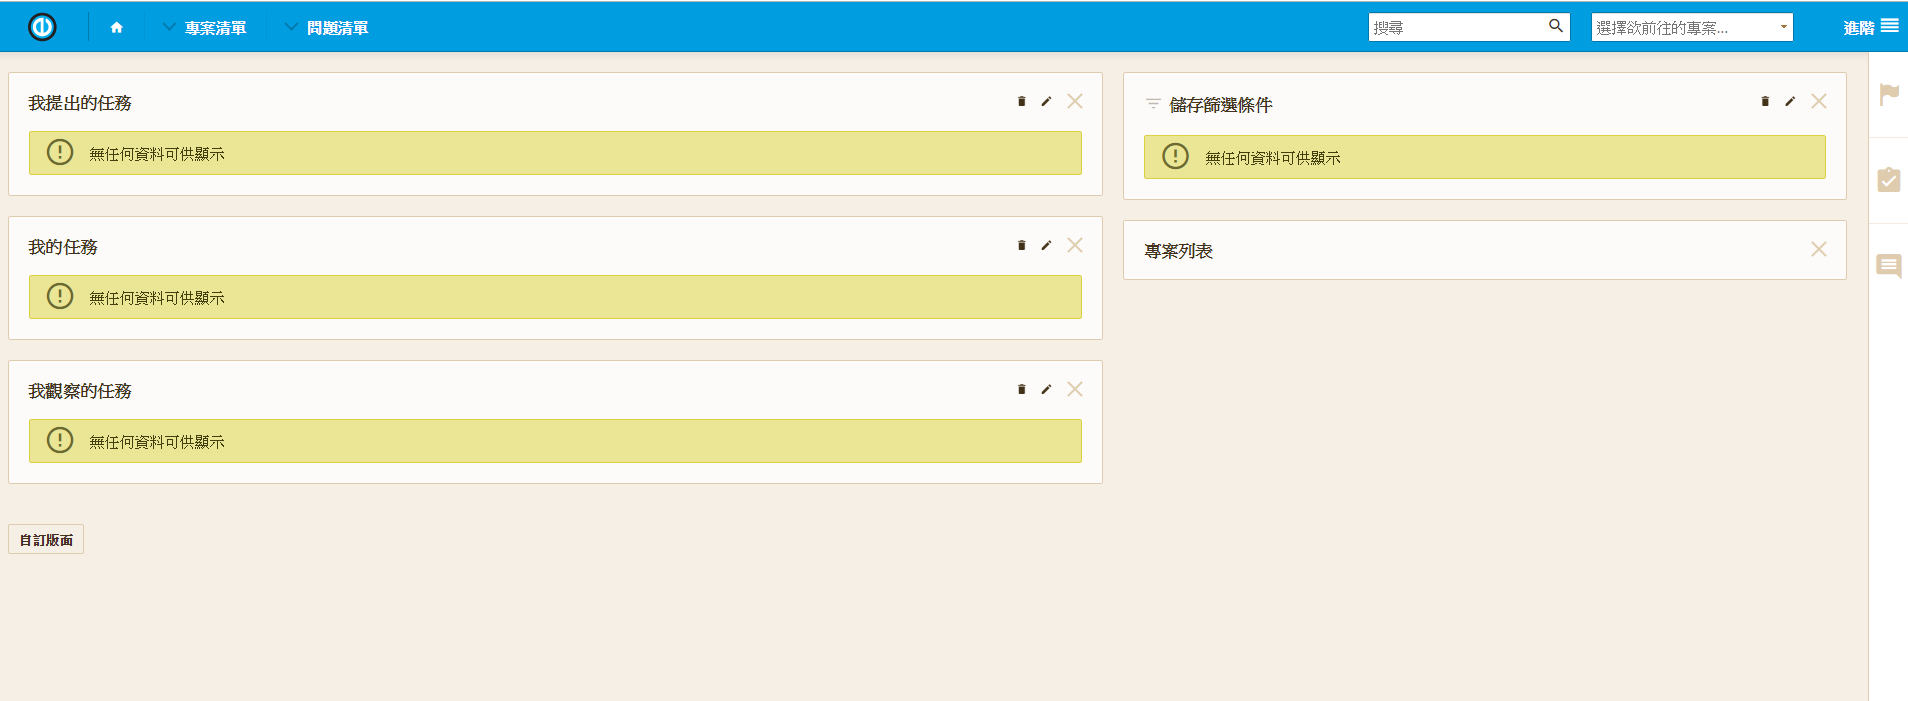 專案清單
問題清單
搜尋
選擇欲前往的專案...
進階
我提出的任務
無任何資料可供顯示
我的任務
無任何資料可供顯示
我觀察的任務
無任何資料可供顯示
自訂版面
儲存篩選條件
無任何資料可供顯示
專案列表